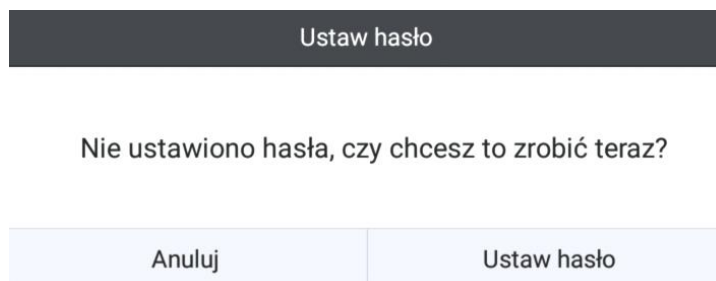 Ustaw hasło
Nie ustawiono hasła, czy chcesz to zrobić teraz?
Anuluj
Ustaw hasło